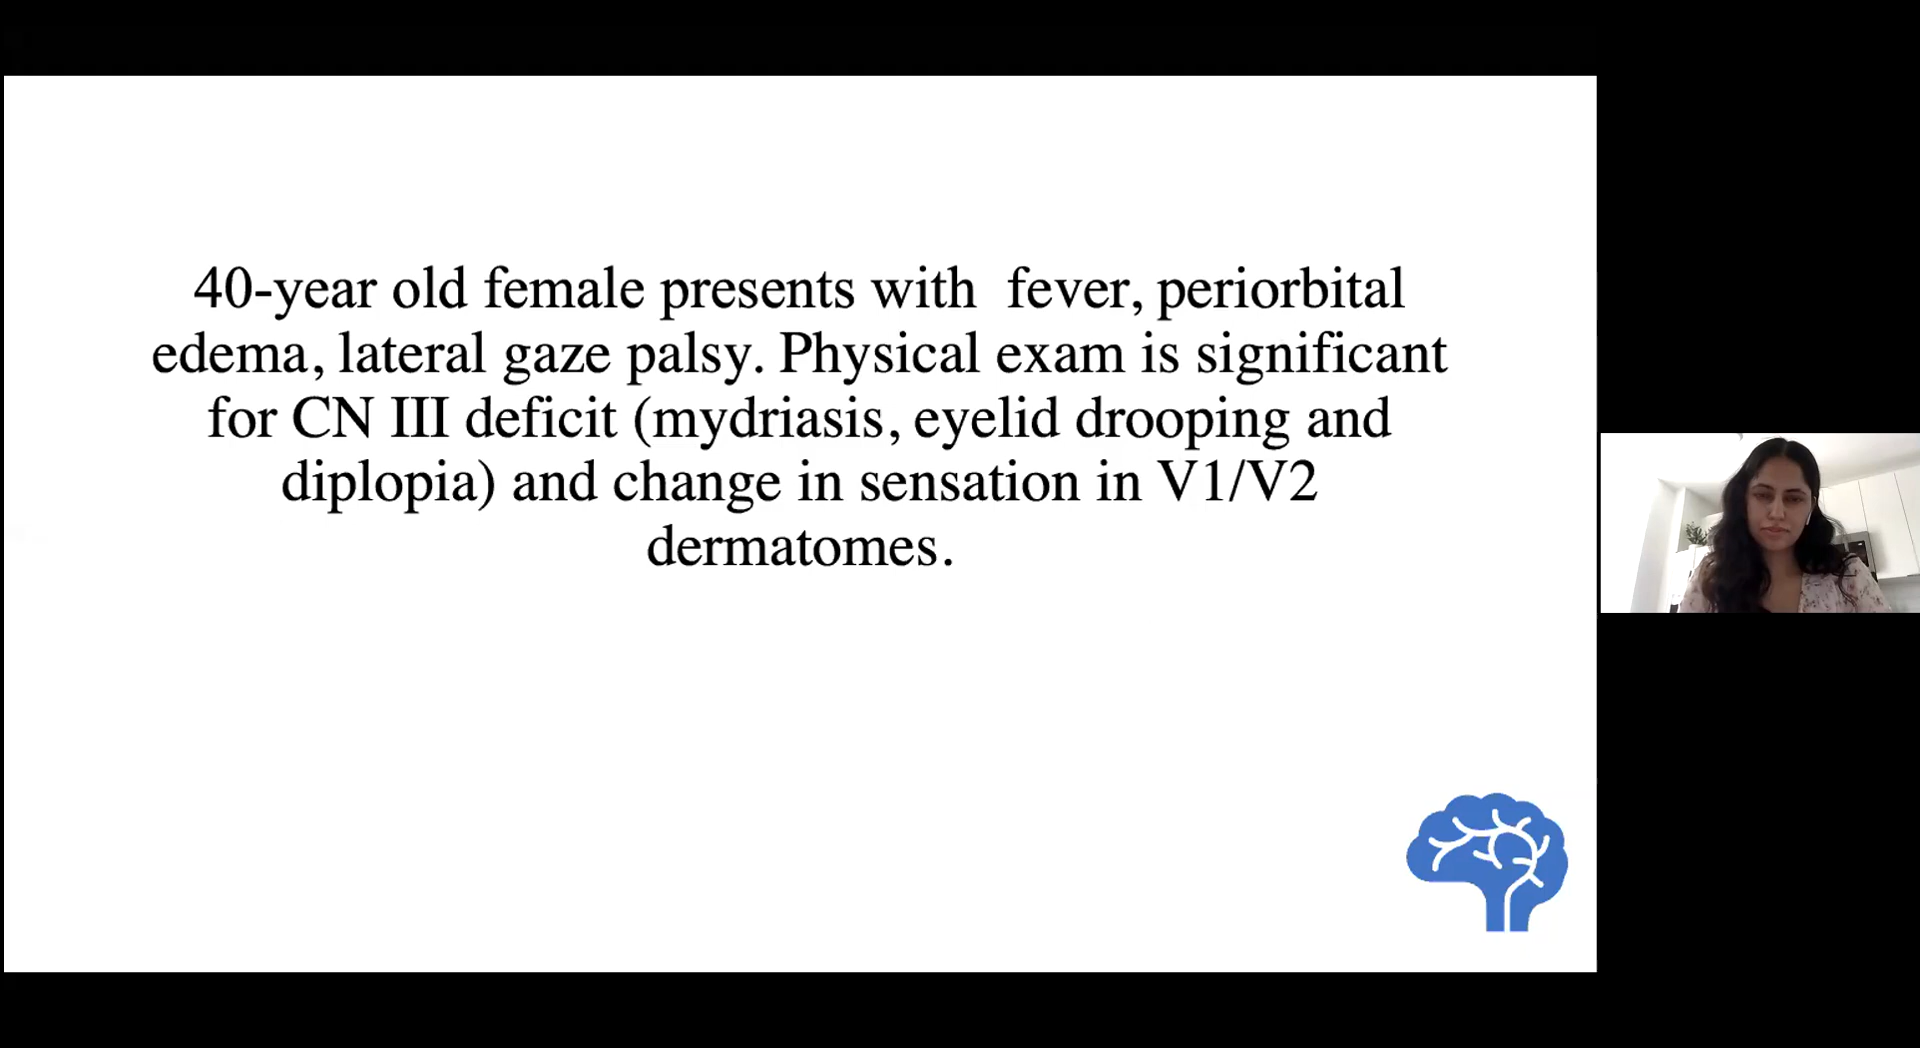 40-year old female presents with  fever, periorbital
edema, lateral gaze palsy. Physical exam is significant
for CN III deficit (mydriasis, eyelid drooping and
diplopia) and change in sensation in V1/V2
dermatomes.